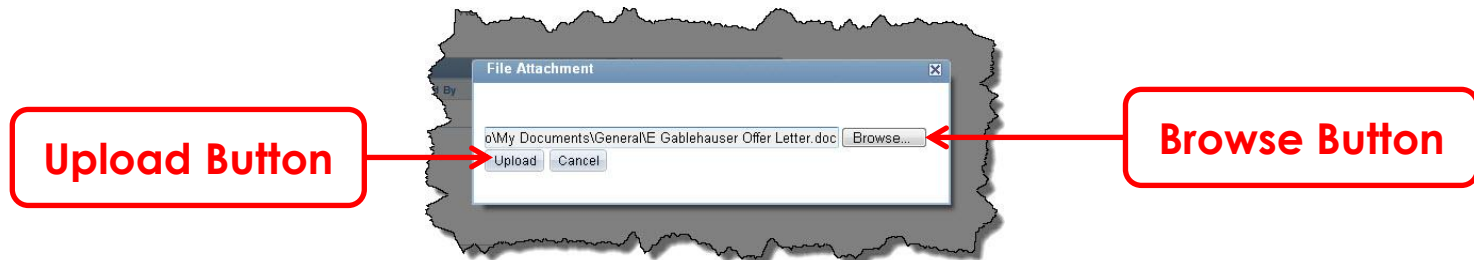 File Attachment
d By
o\My Documents\General\E Gablehauser Offer Letter.doc Browse...
Upload Cancel
Upload Button
Browse Button